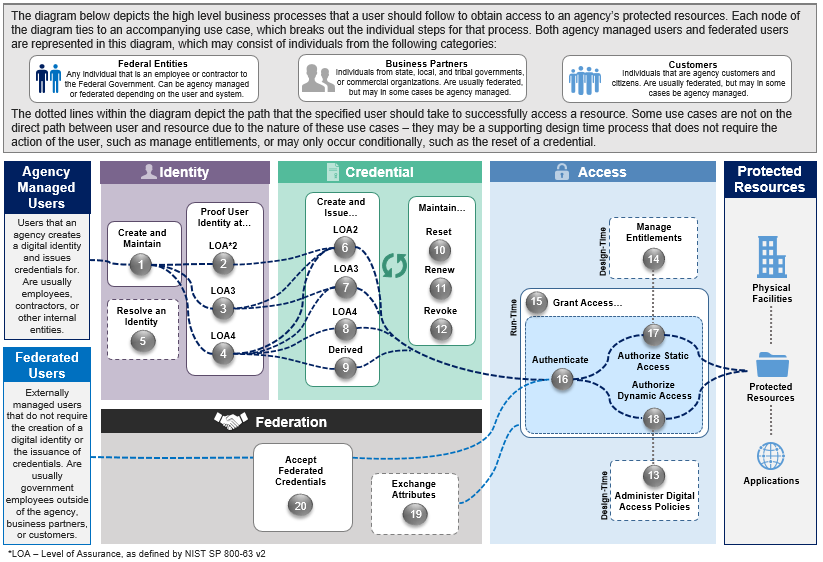 The diagram below depicts the high level business processes that a user should follow to obtain access to an agency's protected resources. Each node of
the diagram ties to an accompanying use case, which breaks out the individual steps for that process. Both agency managed users and federated users
are represented in this diagram, which may consist of individuals from the following categories:
Federal Entities
Any individual that is an employee or contractor to
the Federal Government. Can be agency managed
or federated depending on the user and system.
Business Partners
Individuals from state, local, and tribal governments,
or commercial organizations. Are usually federated,
but may in some cases be agency managed.
Customers
Individuals that are agency customers and
citizens. Are usually federated, but may in some
cases be agency managed.
The dotted lines within the diagram depict the path that the specified user should take to successfully access a resource. Some use cases are not on the
direct path between user and resource due to the nature of these use cases – they may be a supporting design time process that does not require the
action of the user, such as manage entitlements, or may only occur conditionally, such as the reset of a credential.
Agency
Managed
Users
Users that an
agency creates
a digital identity
and issues
credentials for.
Are usually
employees,
contractors, or
other internal
entities.
Federated
Users
Externally
managed users
that do not require
the creation of a
digital identity or
the issuance of
credentials. Are
usually
government
employees outside
of the agency,
business partners,
or customers.
Identity
Create and
Maintain
1
Resolve an
Identity
5
Proof User
Identity at…
LOA*2
2
LOA3
3
LOA4
4
Credential
Create and
Issue…
LOA2
6
LOA3
7
LOA4
8
Derived
9
Maintain…
Reset
10
Renew
11
Revoke
12
Federation
Accept
Federated
Credentials
20
Exchange
Attributes
19
Access
Design-Time
Manage
Entitlements
14
Run-Time
15
Grant Access…
Authenticate
16
17
Authorize Static
Access
Authorize
Dynamic Access
18
Design-Time
13
Administer Digital
Access Policies
Protected
Resources
Physical
Facilities
Protected
Resources
Applications
*LOA – Level of Assurance, as defined by NIST SP 800-63 v2